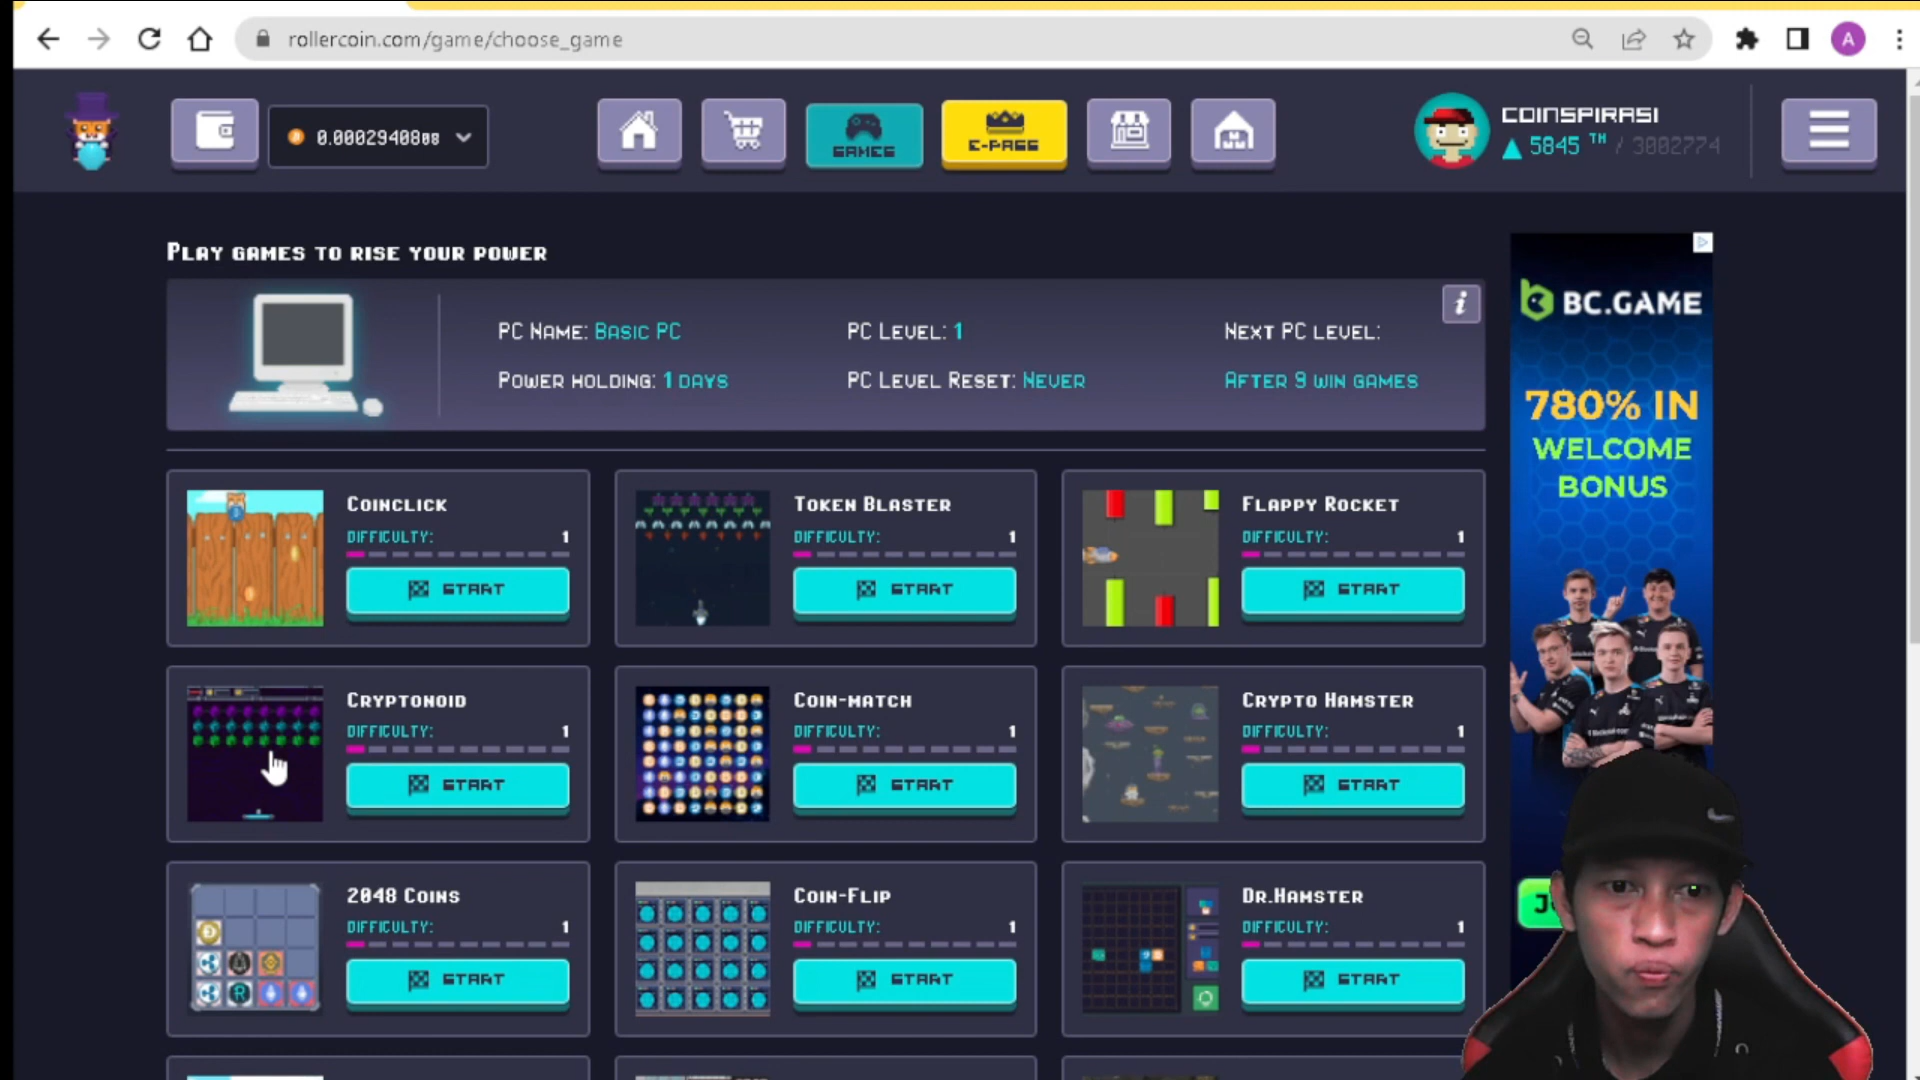 rollercoin.com/game/choose_game
A
0.0002940800
GAMES
E-PASS
COINSPIRASI
5845 TH / 3002774
Play games to rise your power
PC Name: Basic PC
PC Level: 1
Next PC level:
Power holding: 1 days
PC Level Reset: Never
After 9 win games
i
BC.GAME
780% IN
WELCOME
BONUS
Coinclick
Difficulty: 1
START
Token Blaster
Difficulty: 1
START
Flappy Rocket
Difficulty: 1
START
Cryptonoid
Difficulty: 1
START
Coin-match
Difficulty: 1
START
Crypto Hamster
Difficulty: 1
START
2048 Coins
Difficulty: 1
START
Coin-Flip
Difficulty: 1
START
Dr.Hamster
Difficulty: 1
START